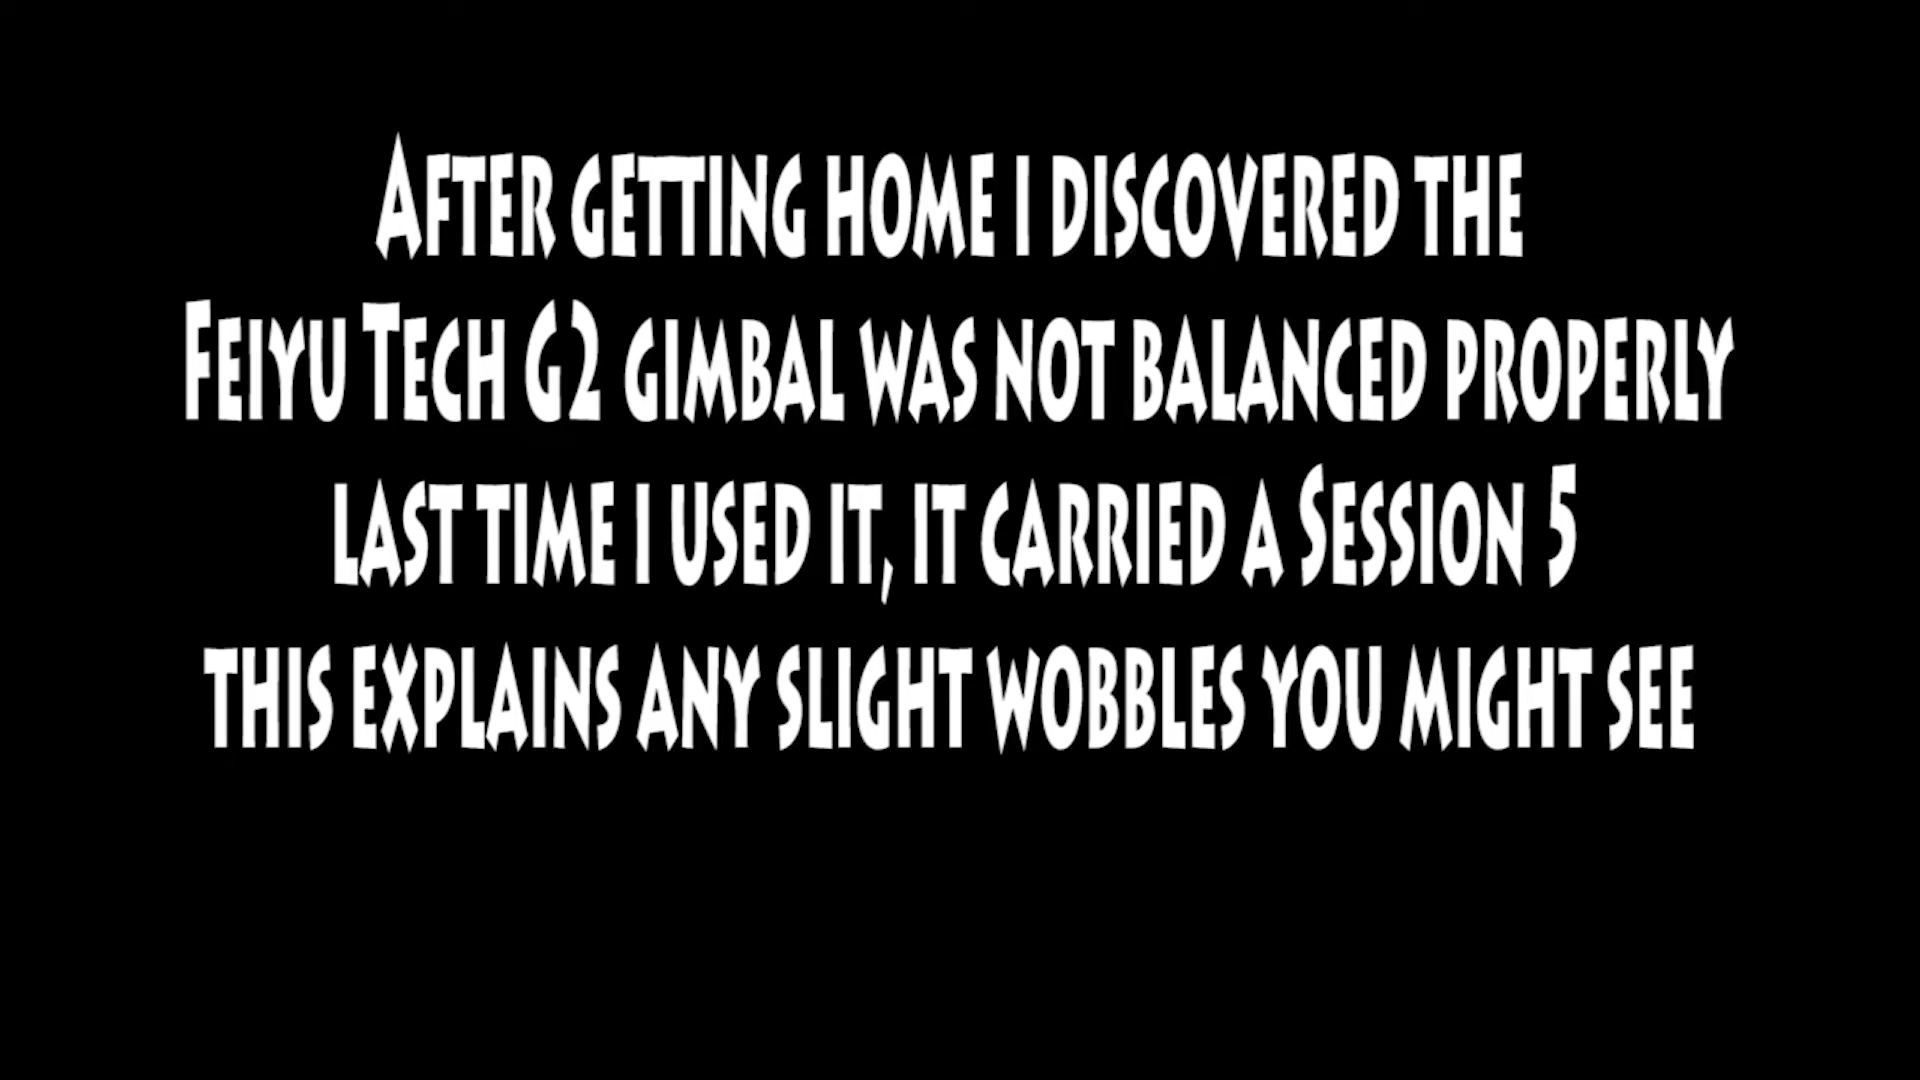 After getting home i discovered the
Feiyu Tech G2 gimbal was not balanced properly
last time i used it, it carried a Session 5
this explains any slight wobbles you might see